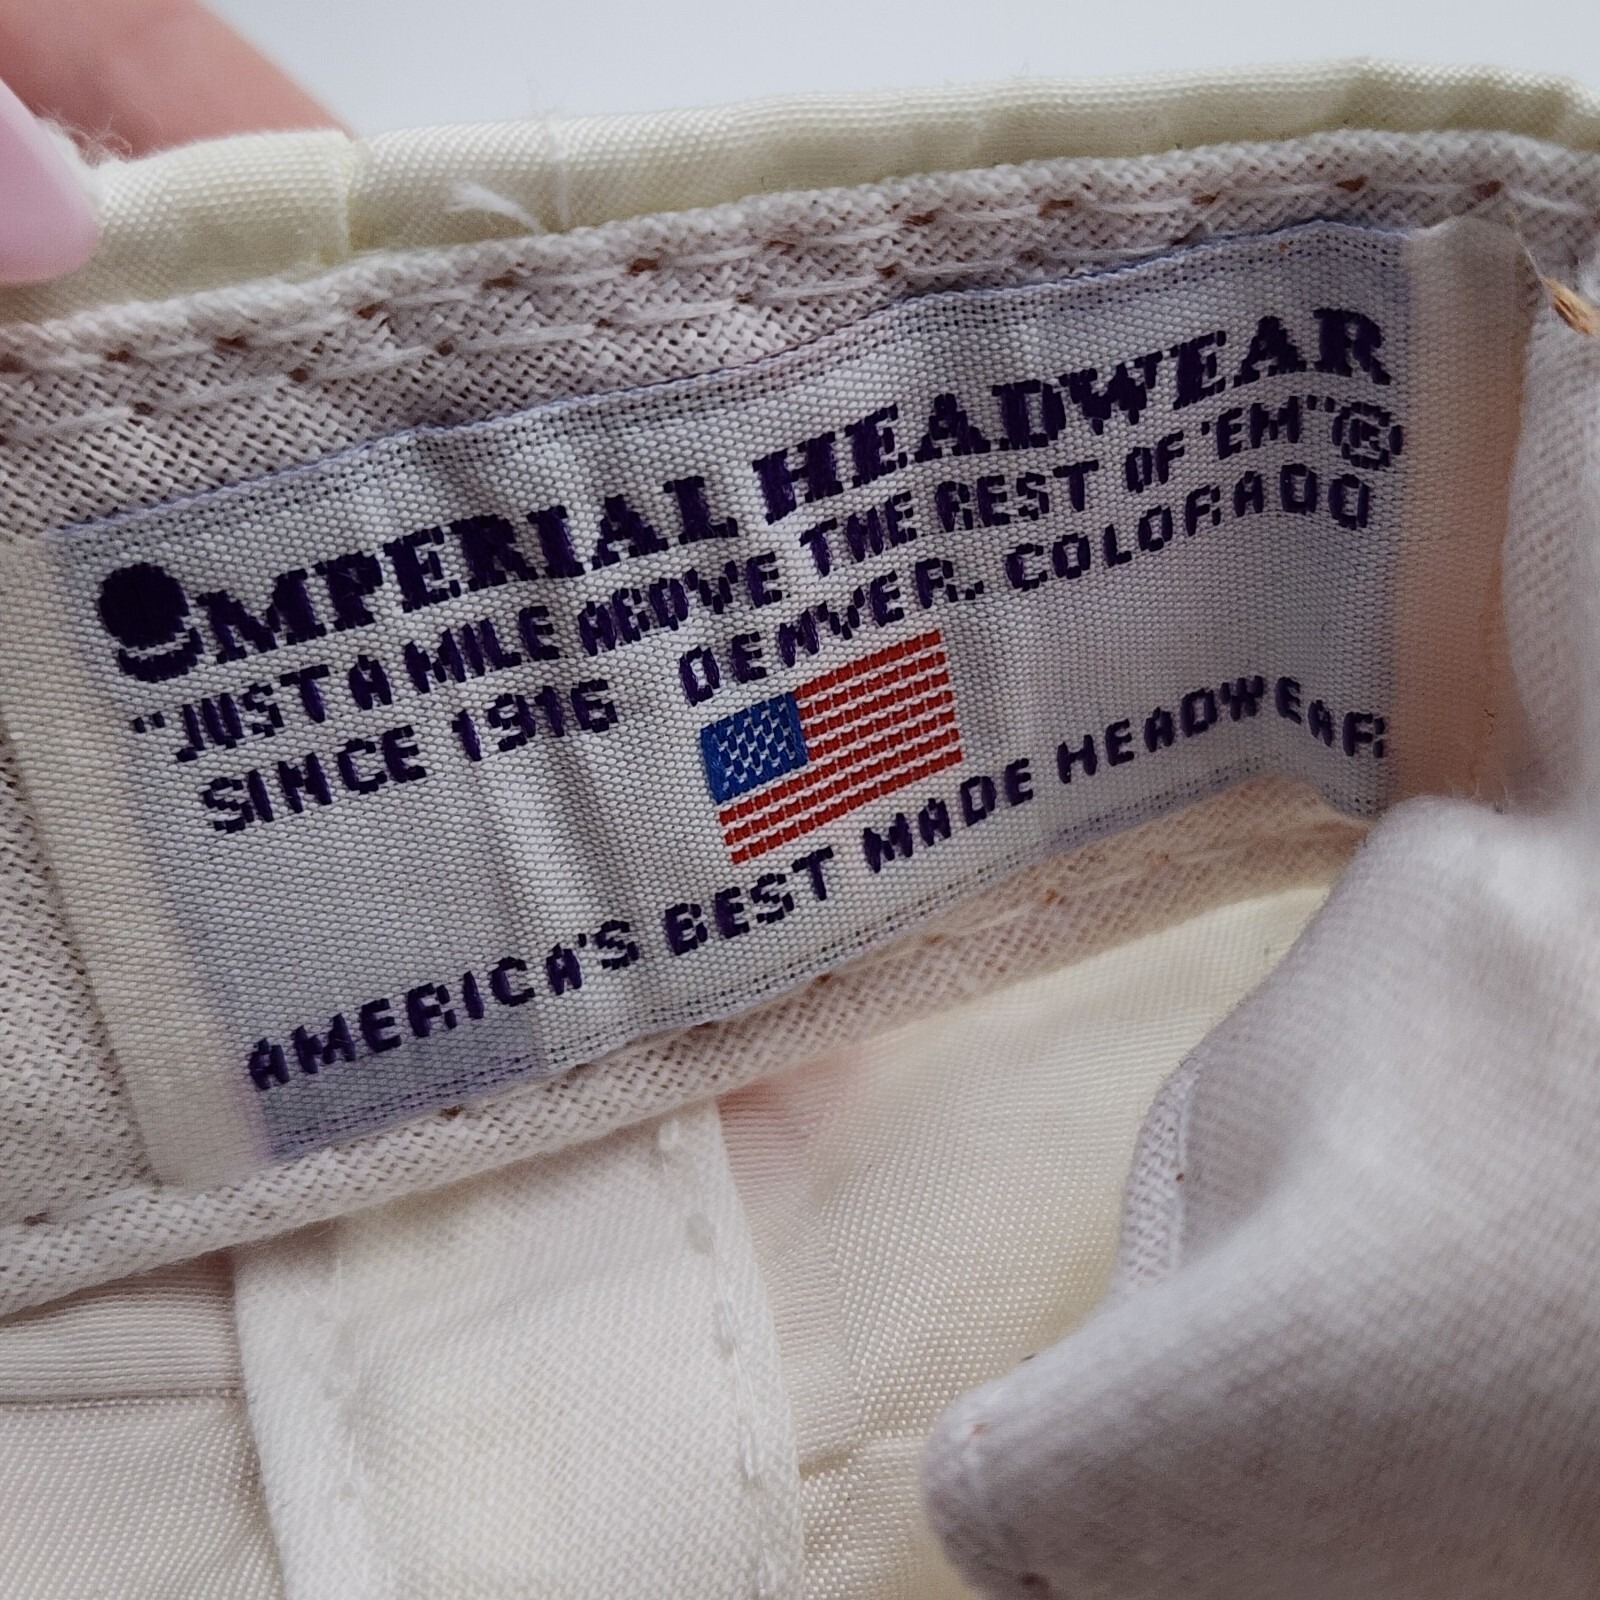 IMPERIAL HEADWEAR
"JUST A MILE ABOVE THE REST OF 'EM"®
SINCE 1916 DENVER, COLORADO
AMERICA'S BEST MADE HEADWEAR